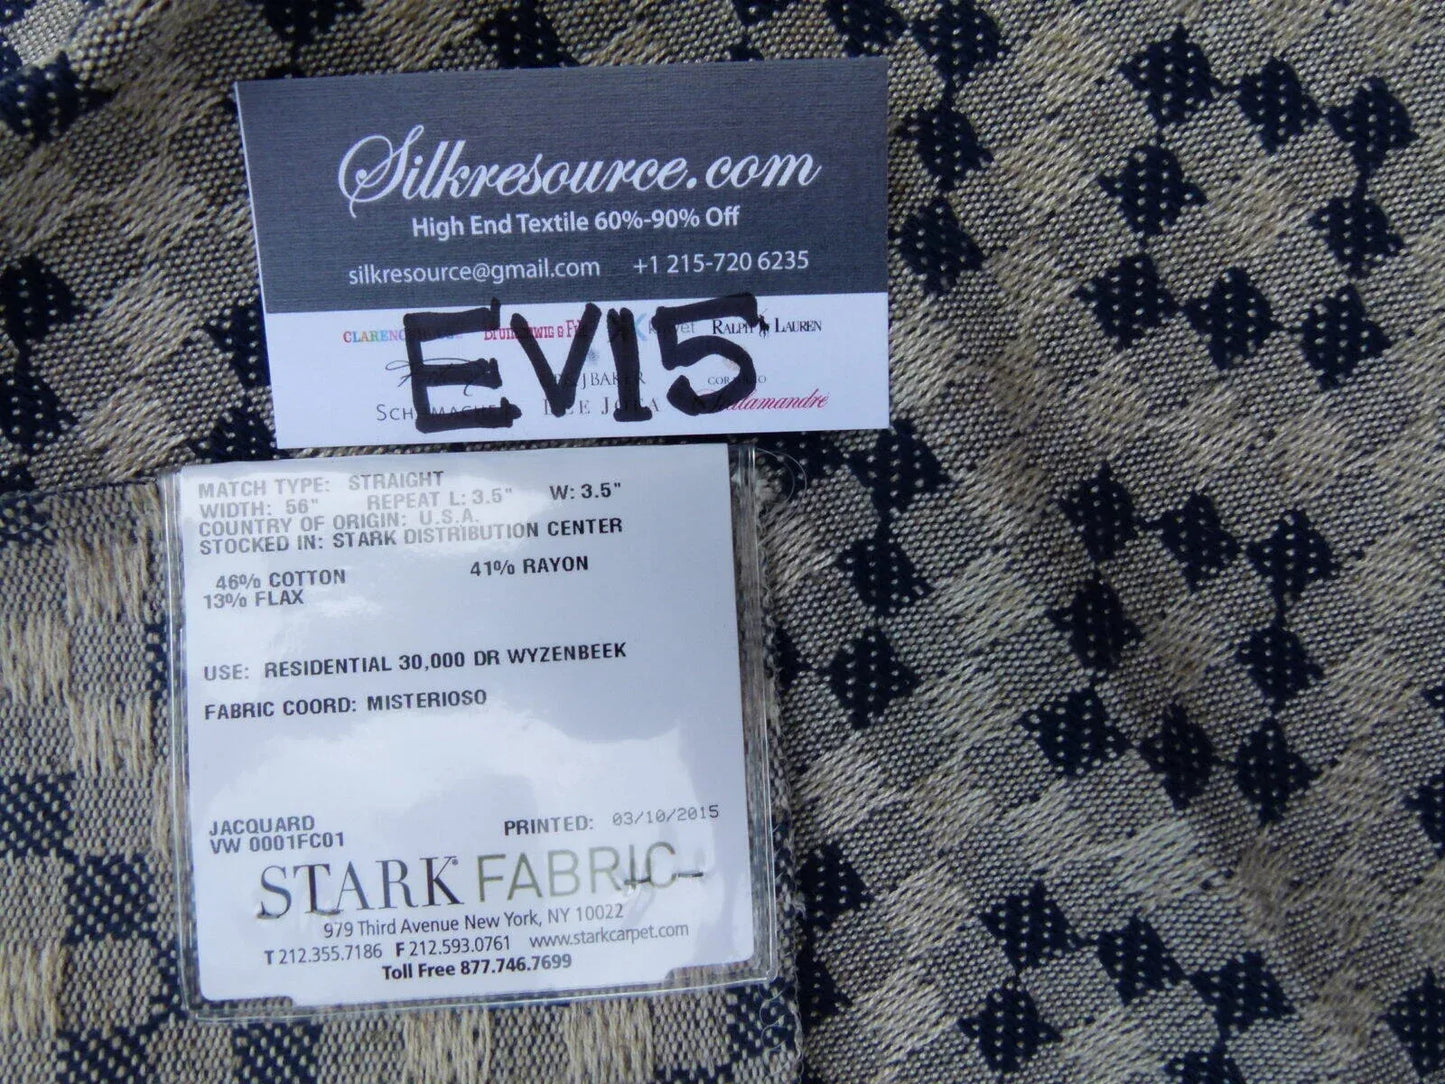 Silkresource.com
High End Textile 60%-90% Off
silkresource@gmail.com +1 215-720 6235
RALPH LAUREN
EV15
MATCH TYPE: STRAIGHT
WIDTH: 56" REPEAT L: 3.5" W: 3.5"
COUNTRY OF ORIGIN: U.S.A.
STOCKED IN: STARK DISTRIBUTION CENTER
46% COTTON 41% RAYON
13% FLAX
USE: RESIDENTIAL 30,000 DR WYZENBEEK
FABRIC COORD: MISTERIOSO
JACQUARD PRINTED: 03/10/2015
VW 0001FC01
STARK FABRIC
979 Third Avenue New York, NY 10022
T 212.355.7186 F 212.593.0761 www.starkcarpet.com
Toll Free 877.746.7699